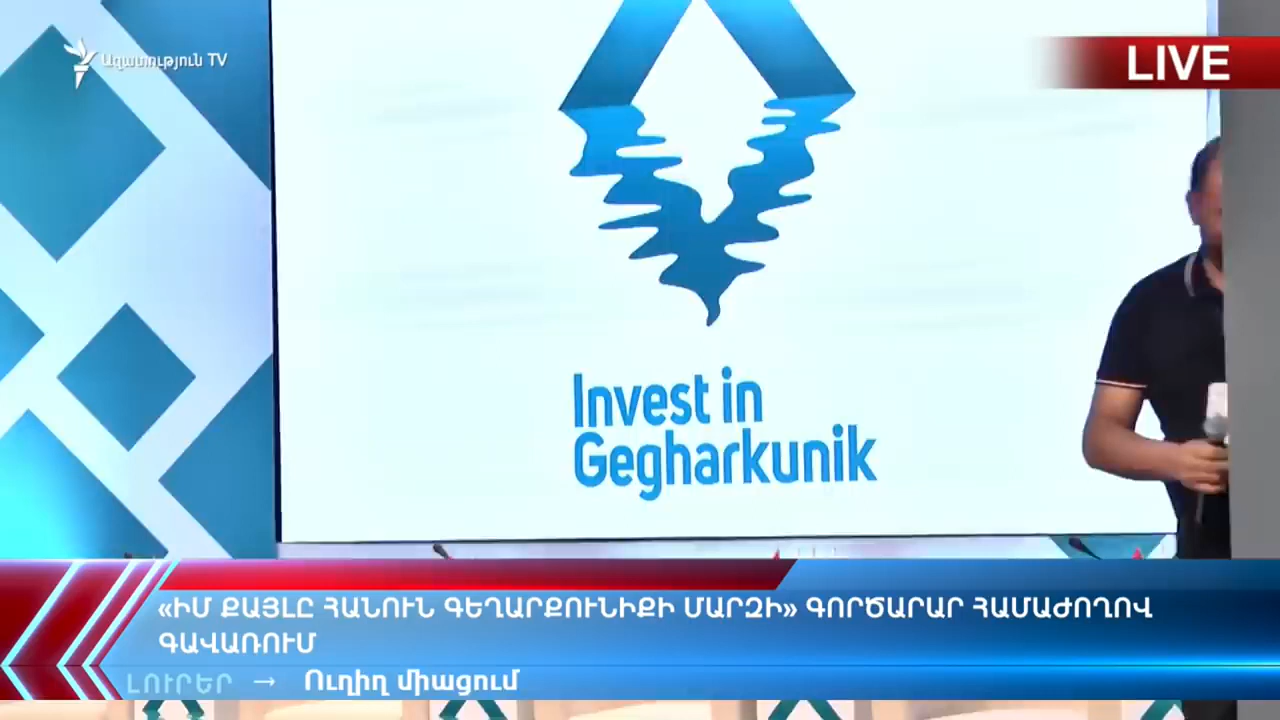 Ազատություն TV
LIVE
Invest in
Gegharkunik
«ԻՄ ՔԱՅԼԸ ՀԱՆՈՒՆ ԳԵՂԱՐՔՈՒՆԻՔԻ ՄԱՐԶԻ» ԳՈՐԾԱՐԱՐ ՀԱՄԱԺՈՂՈՎ
ԳԱՎԱՌՈՒՄ
ԼՈՒՐԵՐ → Ուղիղ միացում